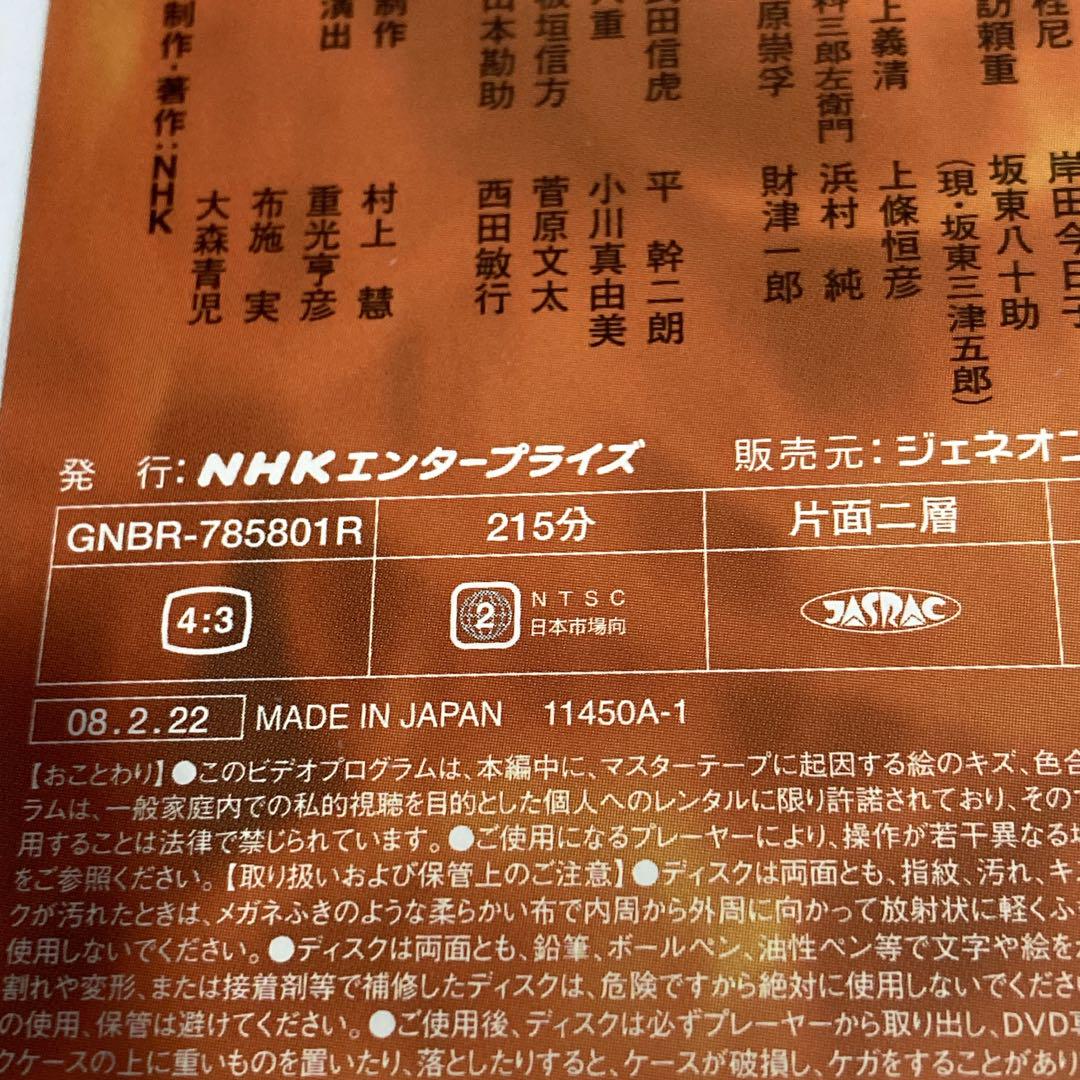 桂尼 岸田今日子
訪頼重 坂東八十助
(現・坂東三津五郎)
上義清 上條恒彦
科三郎左衛門 浜村 純
原崇孚 財津一郎
田信虎 平 幹二朗
八重 小川真由美
板垣信方 菅原文太
山本勘助 西田敏行
制作 村上 慧
演出 重光亨彦
布施 実
大森青児
制作・著作:NHK
発 行:NHKエンタープライズ 販売元:ジェネオン
GNBR-785801R 215分 片面二層
4:3 2 NTSC 日本市場向 JASRAC
08.2.22 MADE IN JAPAN 11450A-1
【おことわり】●このビデオプログラムは、本編中に、マスターテープに起因する絵のキズ、色合
ラムは、一般家庭内での私的視聴を目的とした個人へのレンタルに限り許諾されており、その
用することは法律で禁じられています。●ご使用になるプレーヤーにより、操作が若干異なる場
をご参照ください。【取り扱いおよび保管上のご注意】●ディスクは両面とも、指紋、汚れ、キズ
クが汚れたときは、メガネふきのような柔らかい布で内周から外周に向かって放射状に軽くふ
使用しないでください。●ディスクは両面とも、鉛筆、ボールペン、油性ペン等で文字や絵を
割れや変形、または接着剤等で補修したディスクは、危険ですから絶対に使用しないでくださ
の使用、保管は避けてください。●ご使用後、ディスクは必ずプレーヤーから取り出し、DVD専
クケースの上に重いものを置いたり、落としたりすると、ケースが破損し、ケガをすることがあり